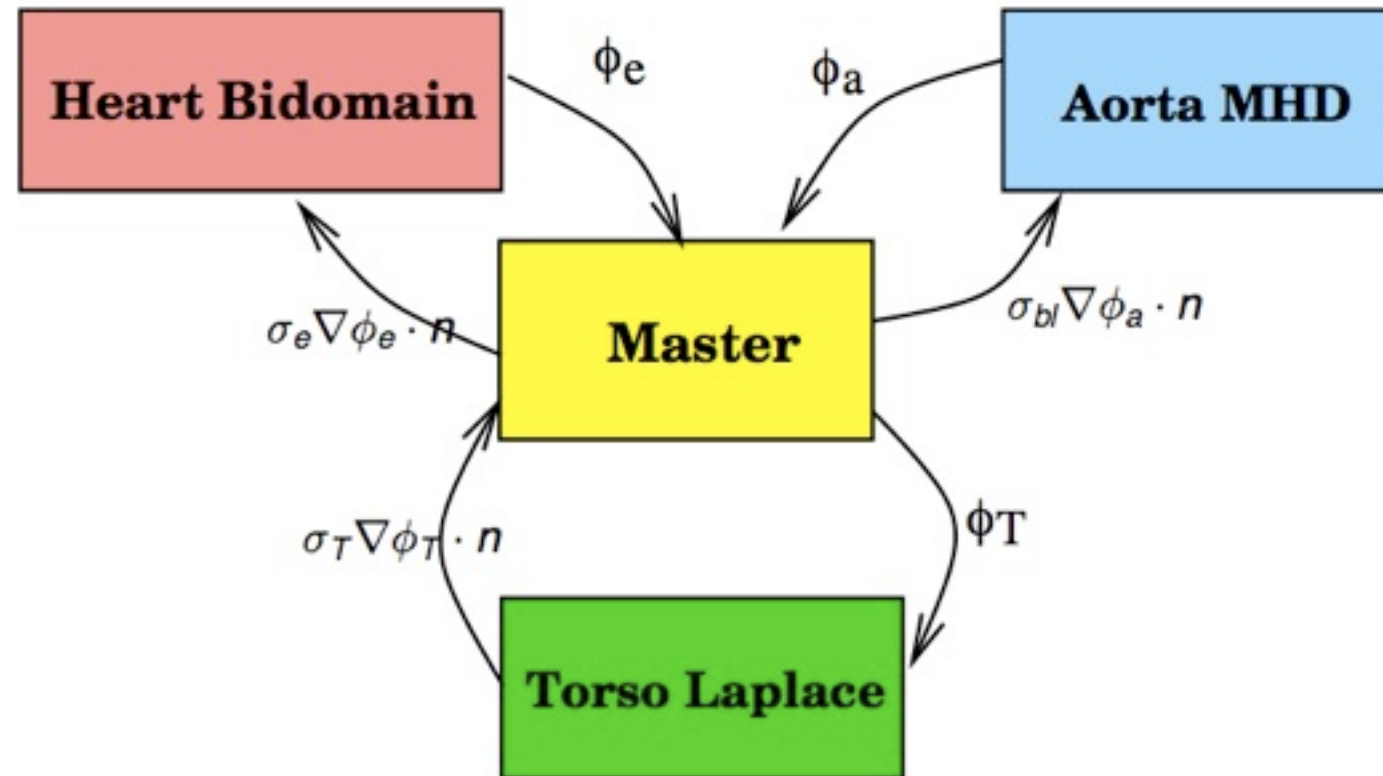 Heart Bidomain
ϕe
ϕa
Aorta MHD
σe∇ϕe · n
Master
σbl∇ϕa · n
σT∇ϕT · n
ϕT
Torso Laplace